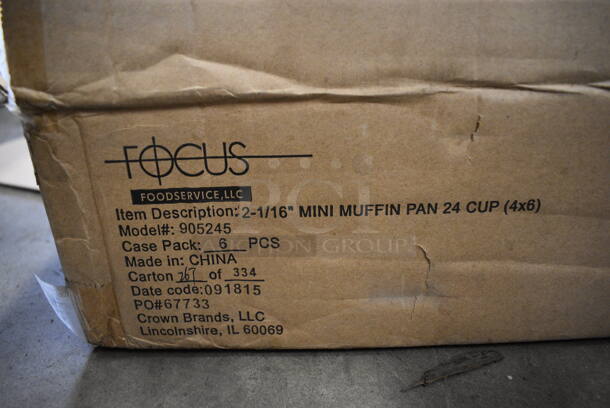 FOCUS
FOODSERVICE, LLC
Item Description: 2-1/16" MINI MUFFIN PAN 24 CUP (4x6)
Model#: 905245
Case Pack: 6 PCS
Made in: CHINA
Carton 267 of 334
Date code: 091815
PO#67733
Crown Brands, LLC
Lincolnshire, IL 60069
AUCTION GROUP